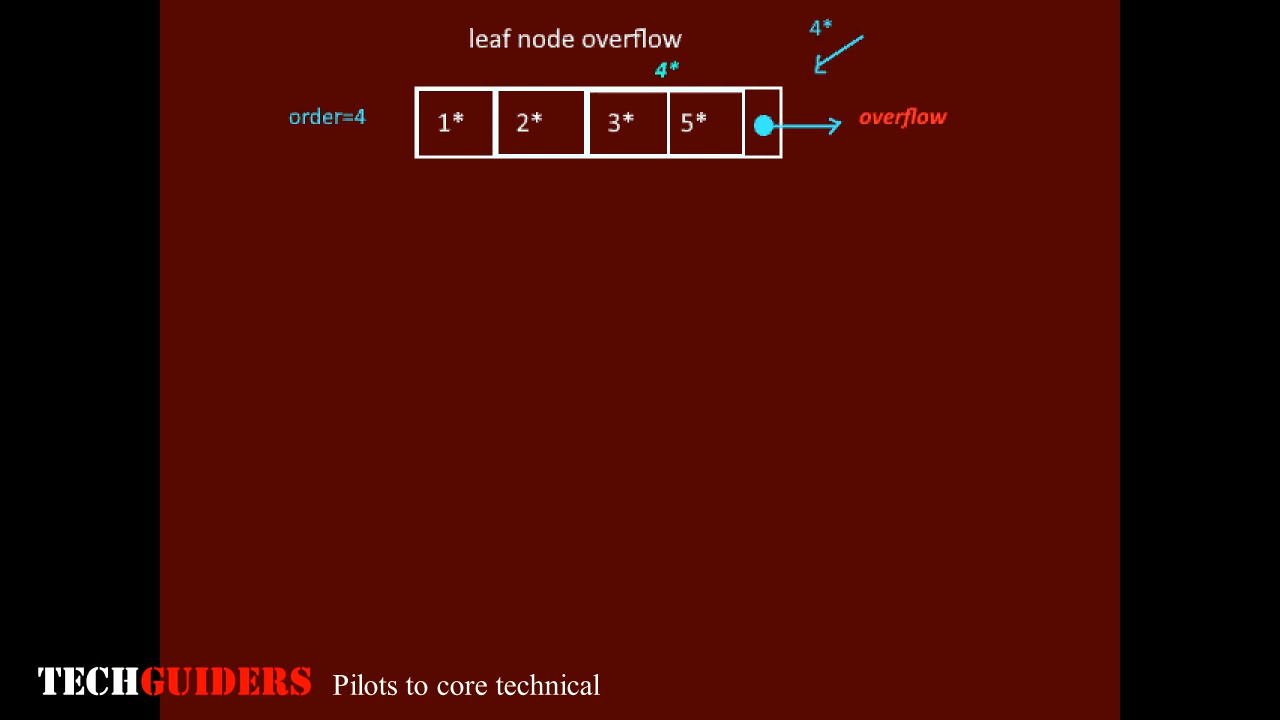 leaf node overflow
4*
4*
order=4
1* 2* 3* 5*
overflow
TECHGUIDERS Pilots to core technical